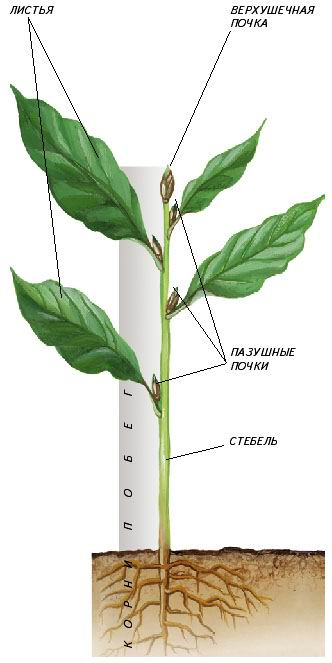 ЛИСТЬЯ
ВЕРХУШЕЧНАЯ
ПОЧКА
ПАЗУШНЫЕ
ПОЧКИ
СТЕБЕЛЬ
ПОБЕГ
КОРНИ